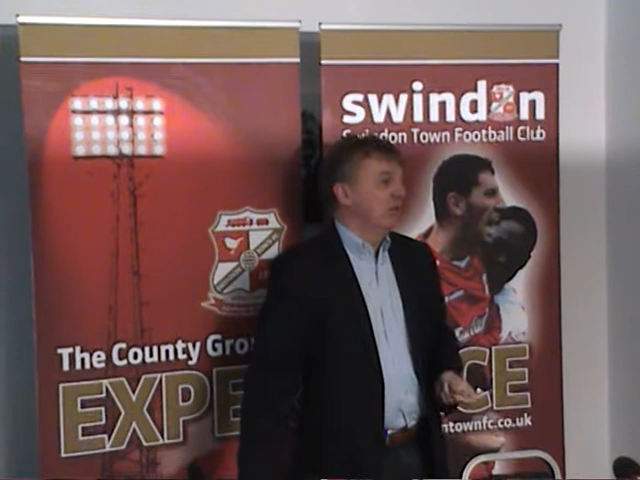 swindon
Swindon Town Football Club
The County Gro
EXPE
CE
ntownfc.co.uk